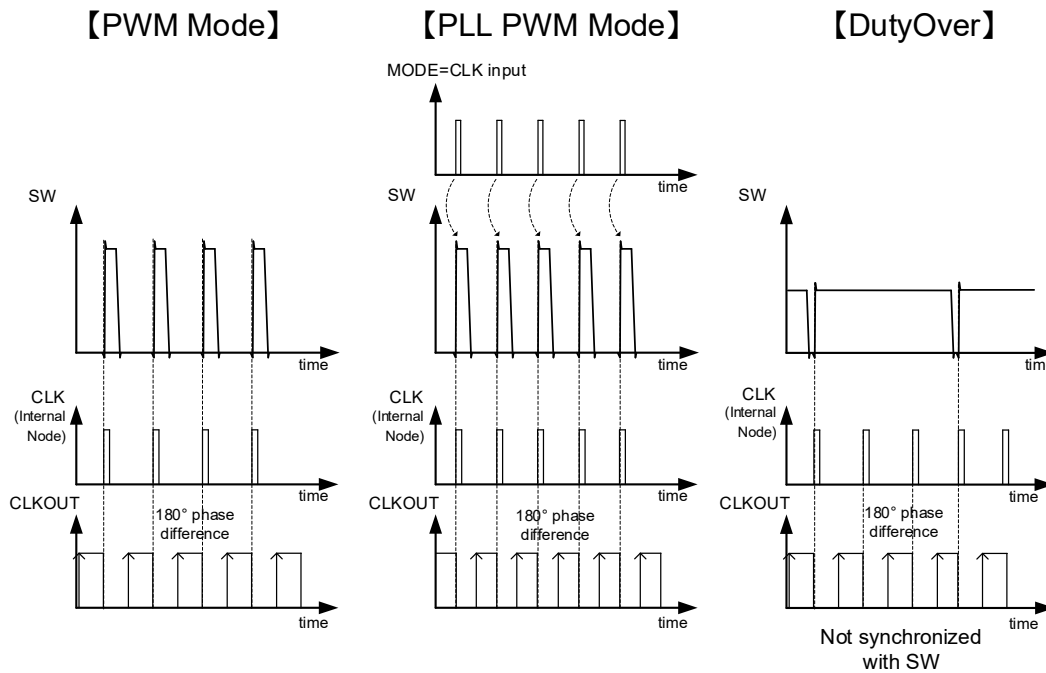 【PWM Mode】
【PLL PWM Mode】
【DutyOver】
MODE=CLK input
time
SW
time
CLK
(Internal
Node)
time
CLKOUT
180° phase
difference
time
SW
time
CLK
(Internal
Node)
time
CLKOUT
180° phase
difference
time
SW
tim
CLK
(Internal
Node)
time
CLKOUT
180° phase
difference
time
Not synchronized
with SW